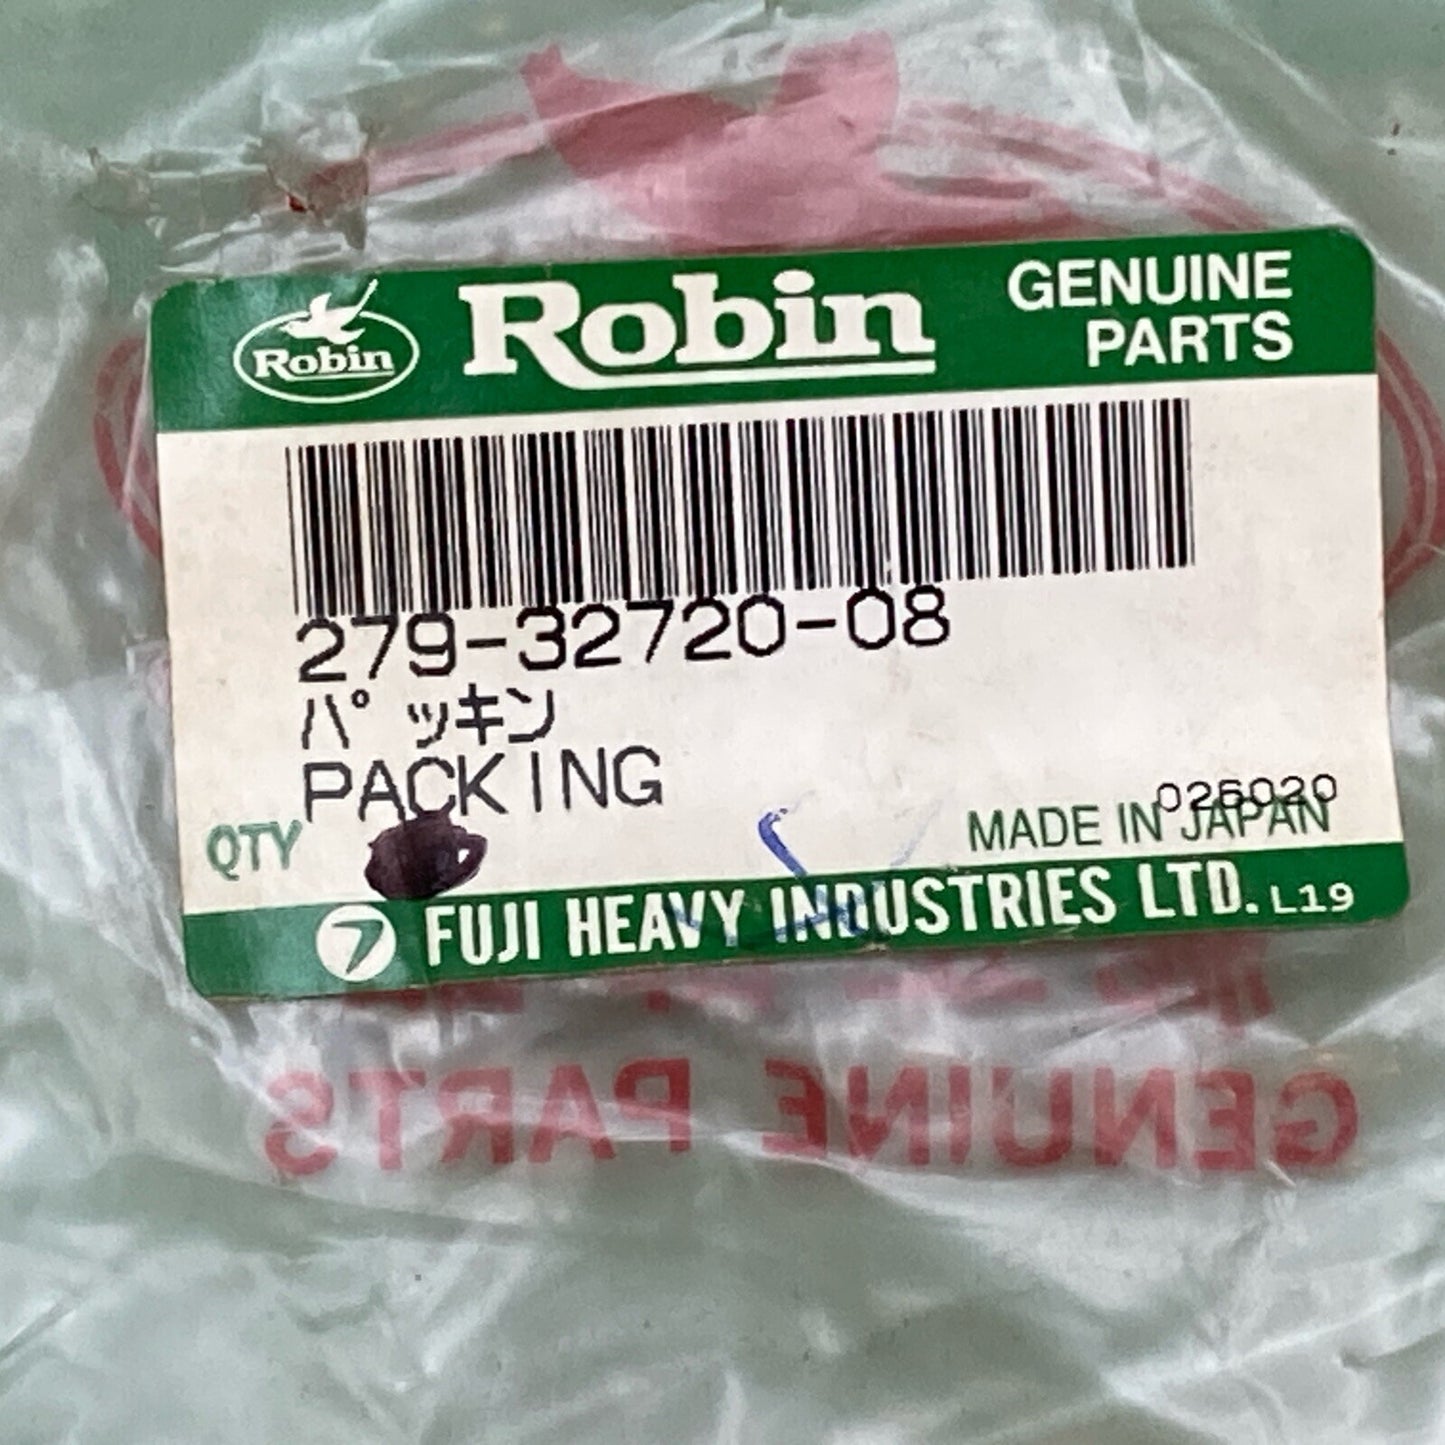 Robin
Robin
GENUINE
PARTS
279-32720-08
パッキン
PACKING
026020
QTY
MADE IN JAPAN
FUJI HEAVY INDUSTRIES LTD. L19
GENUINE PARTS